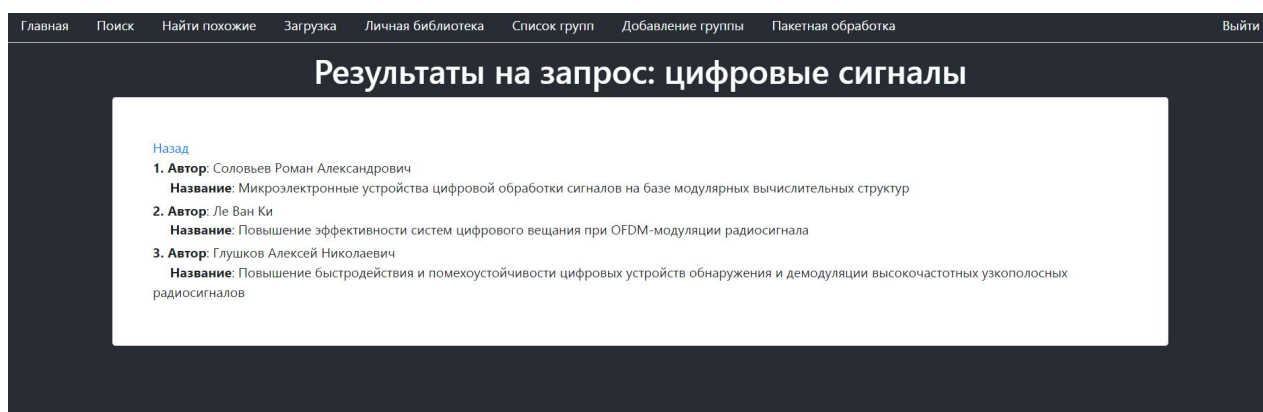 Главная Поиск Найти похожие Загрузка Личная библиотека Список групп Добавление группы Пакетная обработка Выйти
Результаты на запрос: цифровые сигналы
Назад
1. Автор: Соловьев Роман Александрович
Название: Микроэлектронные устройства цифровой обработки сигналов на базе модулярных вычислительных структур
2. Автор: Ле Ван Ки
Название: Повышение эффективности систем цифрового вещания при OFDM-модуляции радиосигнала
3. Автор: Глушков Алексей Николаевич
Название: Повышение быстродействия и помехоустойчивости цифровых устройств обнаружения и демодуляции высокочастотных узкополосных
радиосигналов